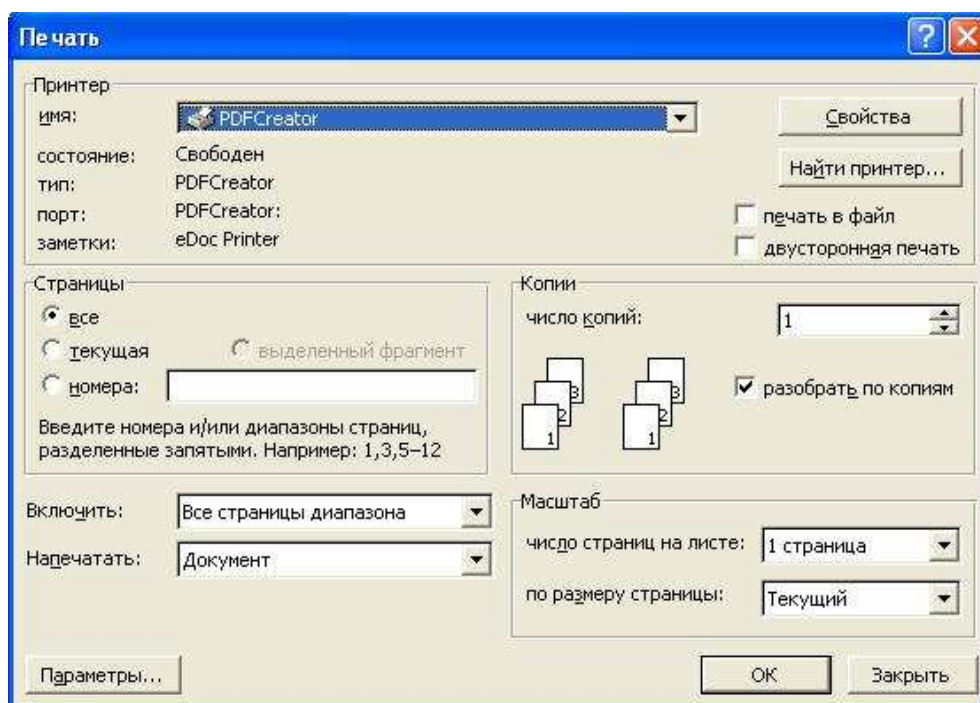 Печать
Принтер
имя: PDFCreator Свойства
состояние: Свободен
Найти принтер...
тип: PDFCreator
порт: PDFCreator: печать в файл
заметки: eDoc Printer двусторонняя печать
Страницы
все
текущая выделенный фрагмент
номера:
Введите номера и/или диапазоны страниц,
разделенные запятыми. Например: 1,3,5–12
Копии
число копий: 1
3 3
2 2
1 1
разобрать по копиям
Включить: Все страницы диапазона
Напечатать: Документ
Масштаб
число страниц на листе: 1 страница
по размеру страницы: Текущий
Параметры... ОК Закрыть